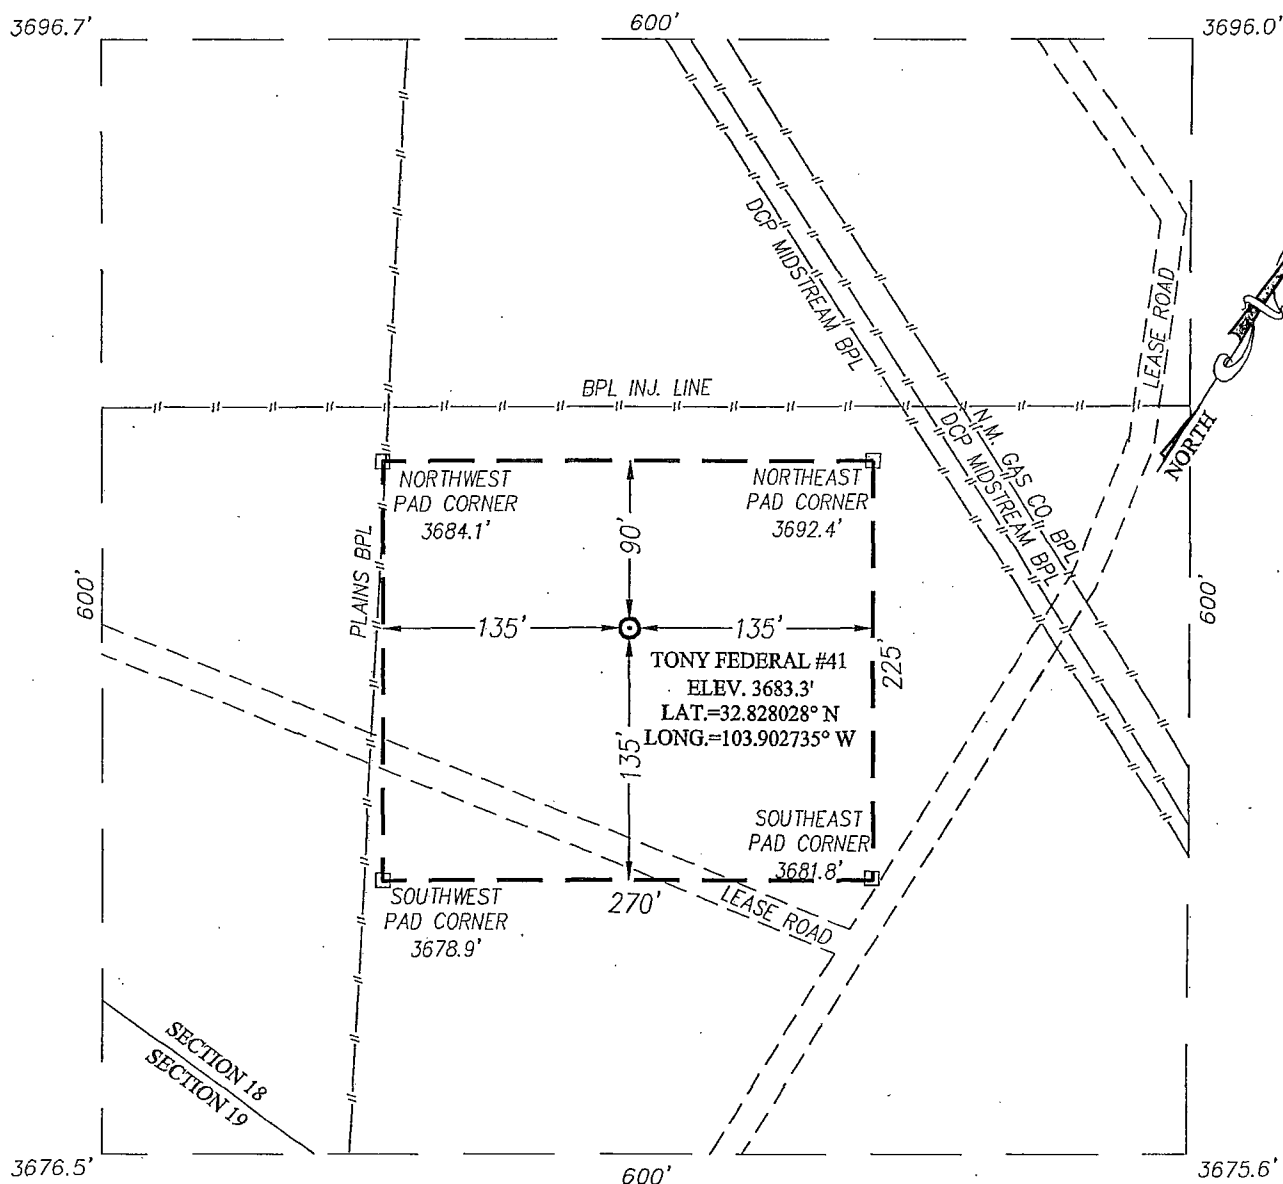 3696.7'
600'
3696.0'
DCP MIDSTREAM BPL
LEASE ROAD
NORTH
BPL INJ. LINE
N.M. GAS CO. BPL
DCP MIDSTREAM BPL
NORTHWEST
PAD CORNER
3684.1'
NORTHEAST
PAD CORNER
3692.4'
90'
600'
PLAINS BPL
135'
135'
600'
225'
TONY FEDERAL #41
ELEV. 3683.3'
LAT.=32.828028° N
LONG.=103.902735° W
135'
SOUTHEAST
PAD CORNER
3681.8'
SOUTHWEST
PAD CORNER
3678.9'
270'
LEASE ROAD
SECTION 18
SECTION 19
3676.5'
600'
3675.6'